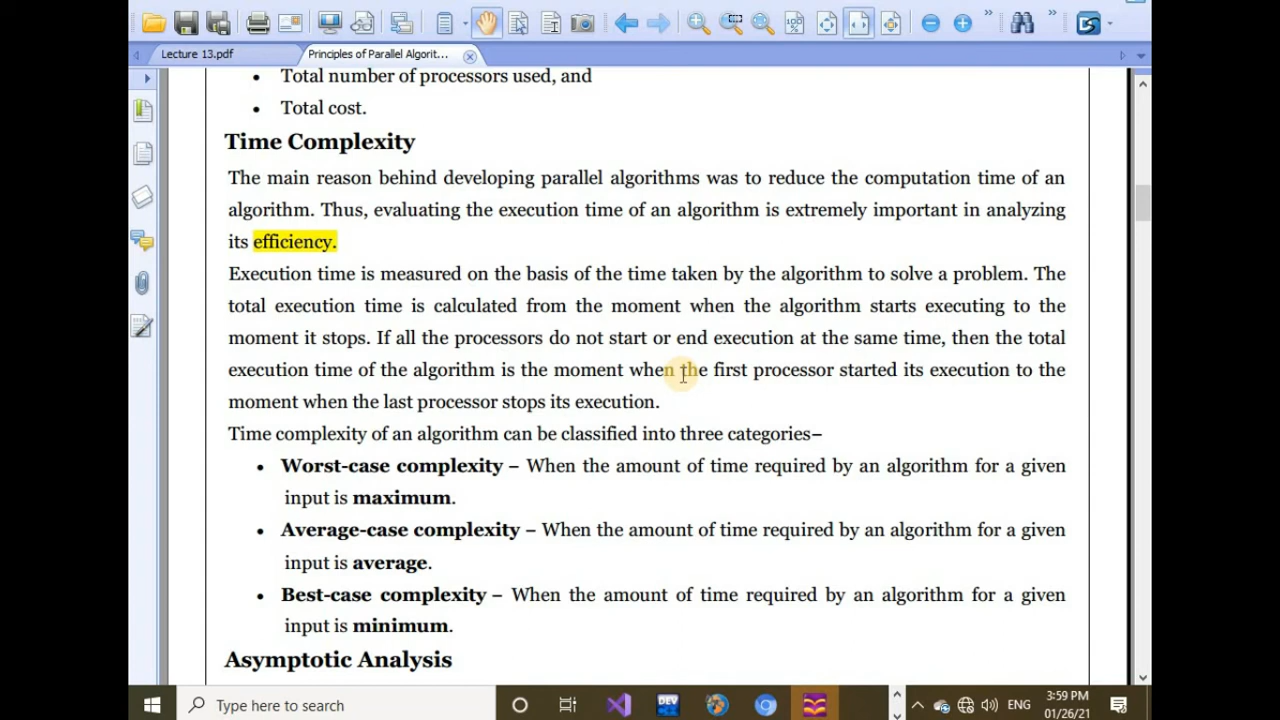 Lecture 13.pdf
Principles of Parallel Algorit...
• Total number of processors used, and
• Total cost.
Time Complexity
The main reason behind developing parallel algorithms was to reduce the computation time of an
algorithm. Thus, evaluating the execution time of an algorithm is extremely important in analyzing
its efficiency.
Execution time is measured on the basis of the time taken by the algorithm to solve a problem. The
total execution time is calculated from the moment when the algorithm starts executing to the
moment it stops. If all the processors do not start or end execution at the same time, then the total
execution time of the algorithm is the moment when the first processor started its execution to the
moment when the last processor stops its execution.
Time complexity of an algorithm can be classified into three categories−
• Worst-case complexity − When the amount of time required by an algorithm for a given
input is maximum.
• Average-case complexity − When the amount of time required by an algorithm for a given
input is average.
• Best-case complexity − When the amount of time required by an algorithm for a given
input is minimum.
Asymptotic Analysis
Type here to search
DEV
ENG
3:59 PM
01/26/21